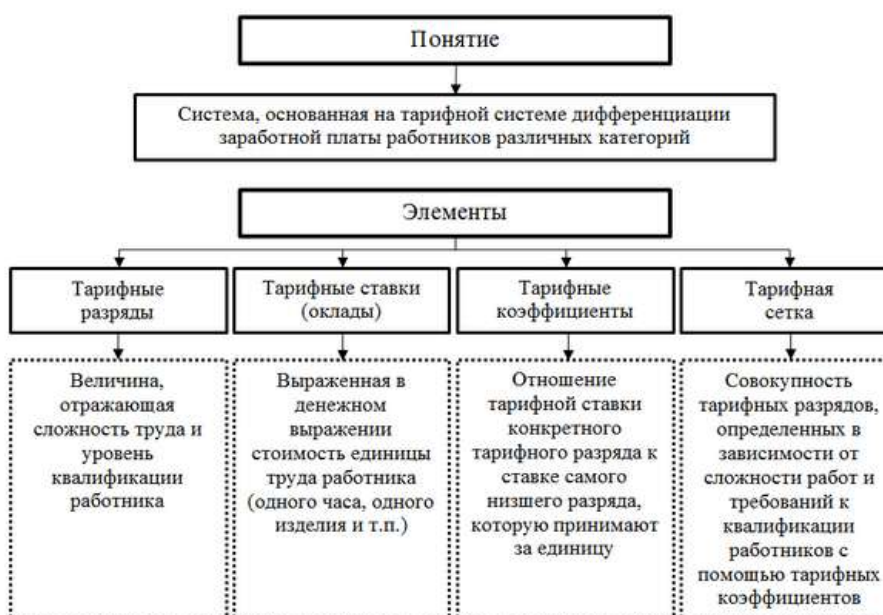 Понятие
Система, основанная на тарифной системе дифференциации
заработной платы работников различных категорий
Элементы
Тарифные
разряды
Тарифные ставки
(оклады)
Тарифные
коэффициенты
Тарифная
сетка
Величина,
отражающая
сложность труда и
уровень
квалификации
работника
Выраженная в
денежном
выражении
стоимость единицы
труда работника
(одного часа, одного
изделия и т.п.)
Отношение
тарифной ставки
конкретного
тарифного разряда к
ставке самого
низшего разряда,
которую принимают
за единицу
Совокупность
тарифных разрядов,
определенных в
зависимости от
сложности работ и
требований к
квалификации
работников с
помощью тарифных
коэффициентов